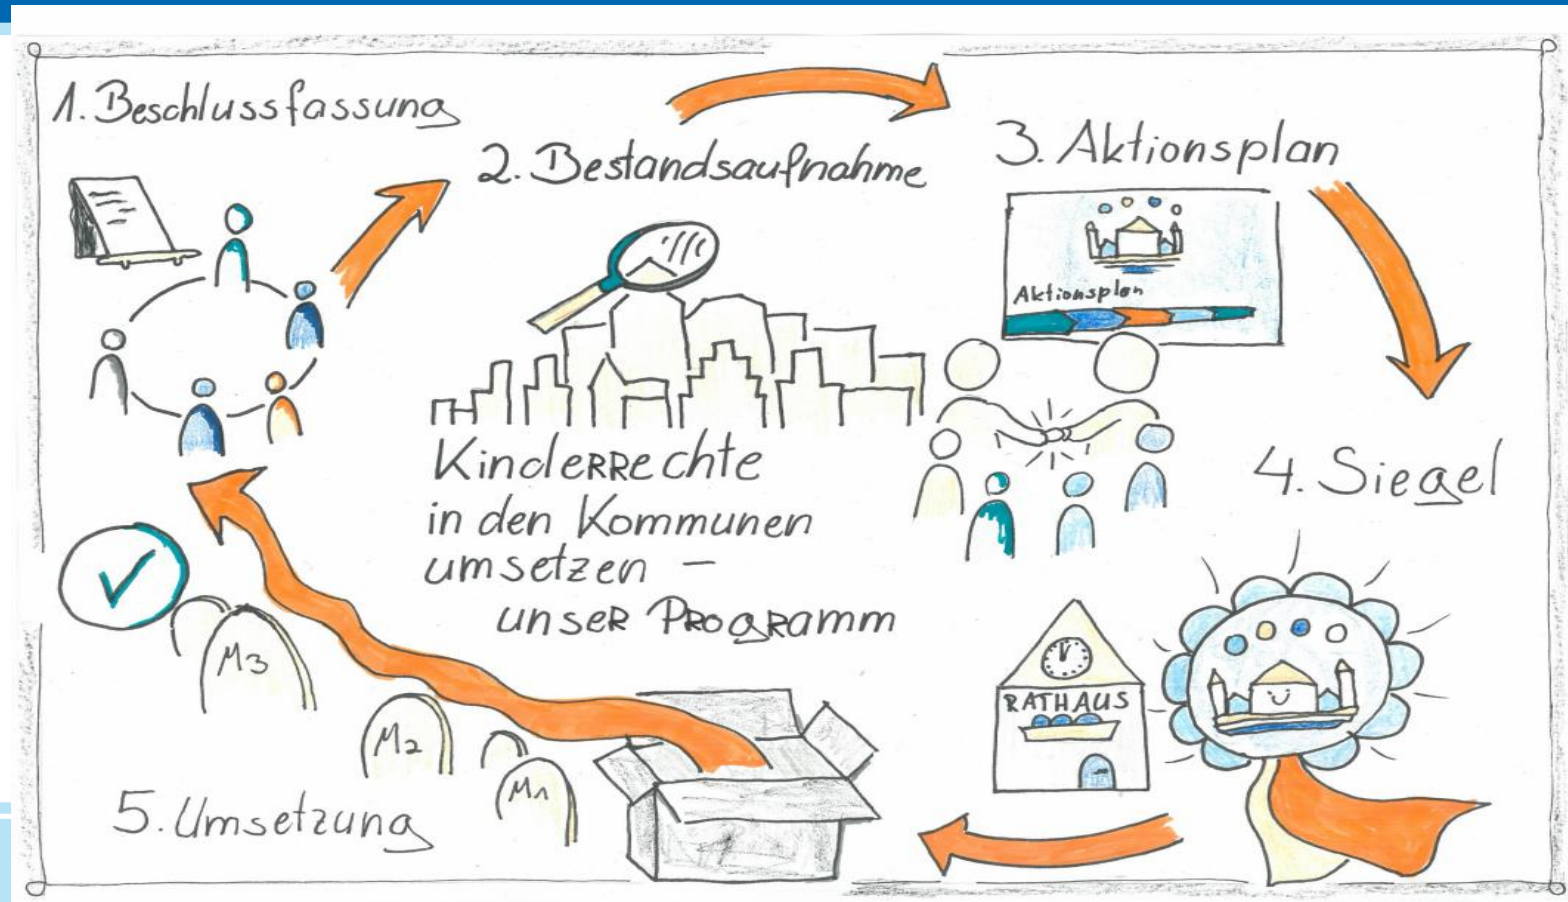 1. Beschlussfassung
2. Bestandsaufnahme
3. Aktionsplan
Aktionsplan
4. Siegel
Kinderrechte
in den Kommunen
umsetzen –
unser Programm
RATHAUS
M3
M2
M1
5. Umsetzung